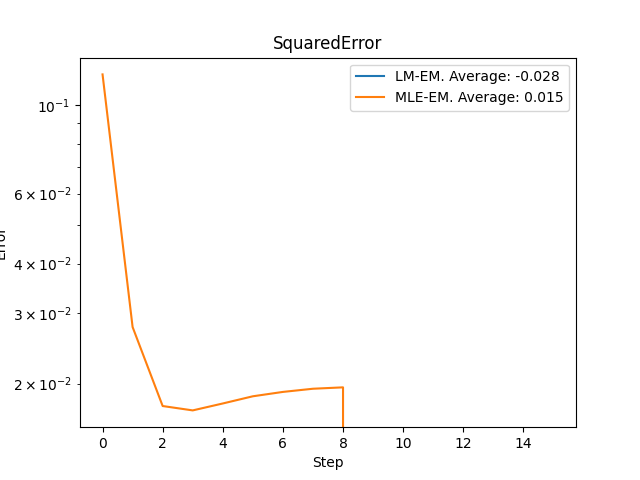 SquaredError
LM-EM. Average: -0.028
MLE-EM. Average: 0.015
10⁻¹
6 × 10⁻²
4 × 10⁻²
3 × 10⁻²
2 × 10⁻²
Error
0 2 4 6 8 10 12 14
Step